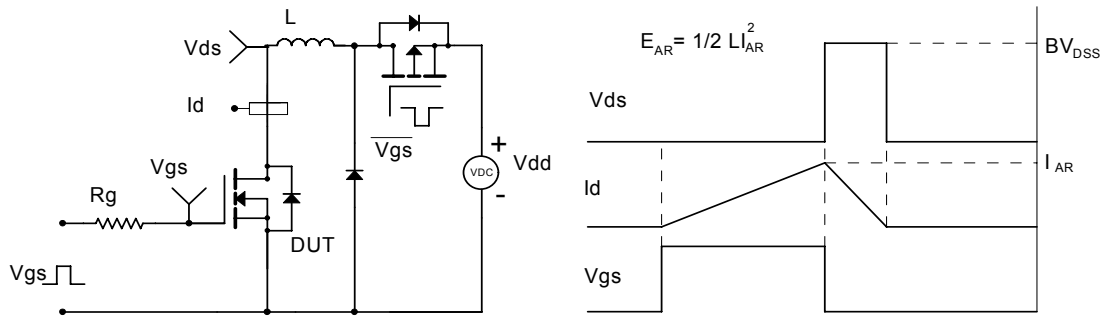 L
Vds
Id
Vgs
Vgs
+
Vdd
VDC
-
Rg
DUT
Vgs
E_AR = 1/2 LI_AR^2
BV_DSS
Vds
I_AR
Id
Vgs